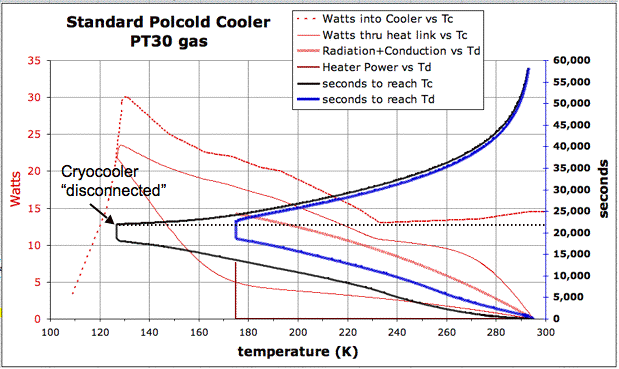 Standard Polcold Cooler
PT30 gas
Watts into Cooler vs Tc
Watts thru heat link vs Tc
Radiation+Conduction vs Td
Heater Power vs Td
seconds to reach Tc
seconds to reach Td
35
30
25
20
15
10
5
0
Watts
Cryocooler
“disconnected”
60,000
55,000
50,000
45,000
40,000
35,000
30,000
25,000
20,000
15,000
10,000
5,000
0
seconds
100
120
140
160
180
200
220
240
260
280
300
temperature (K)